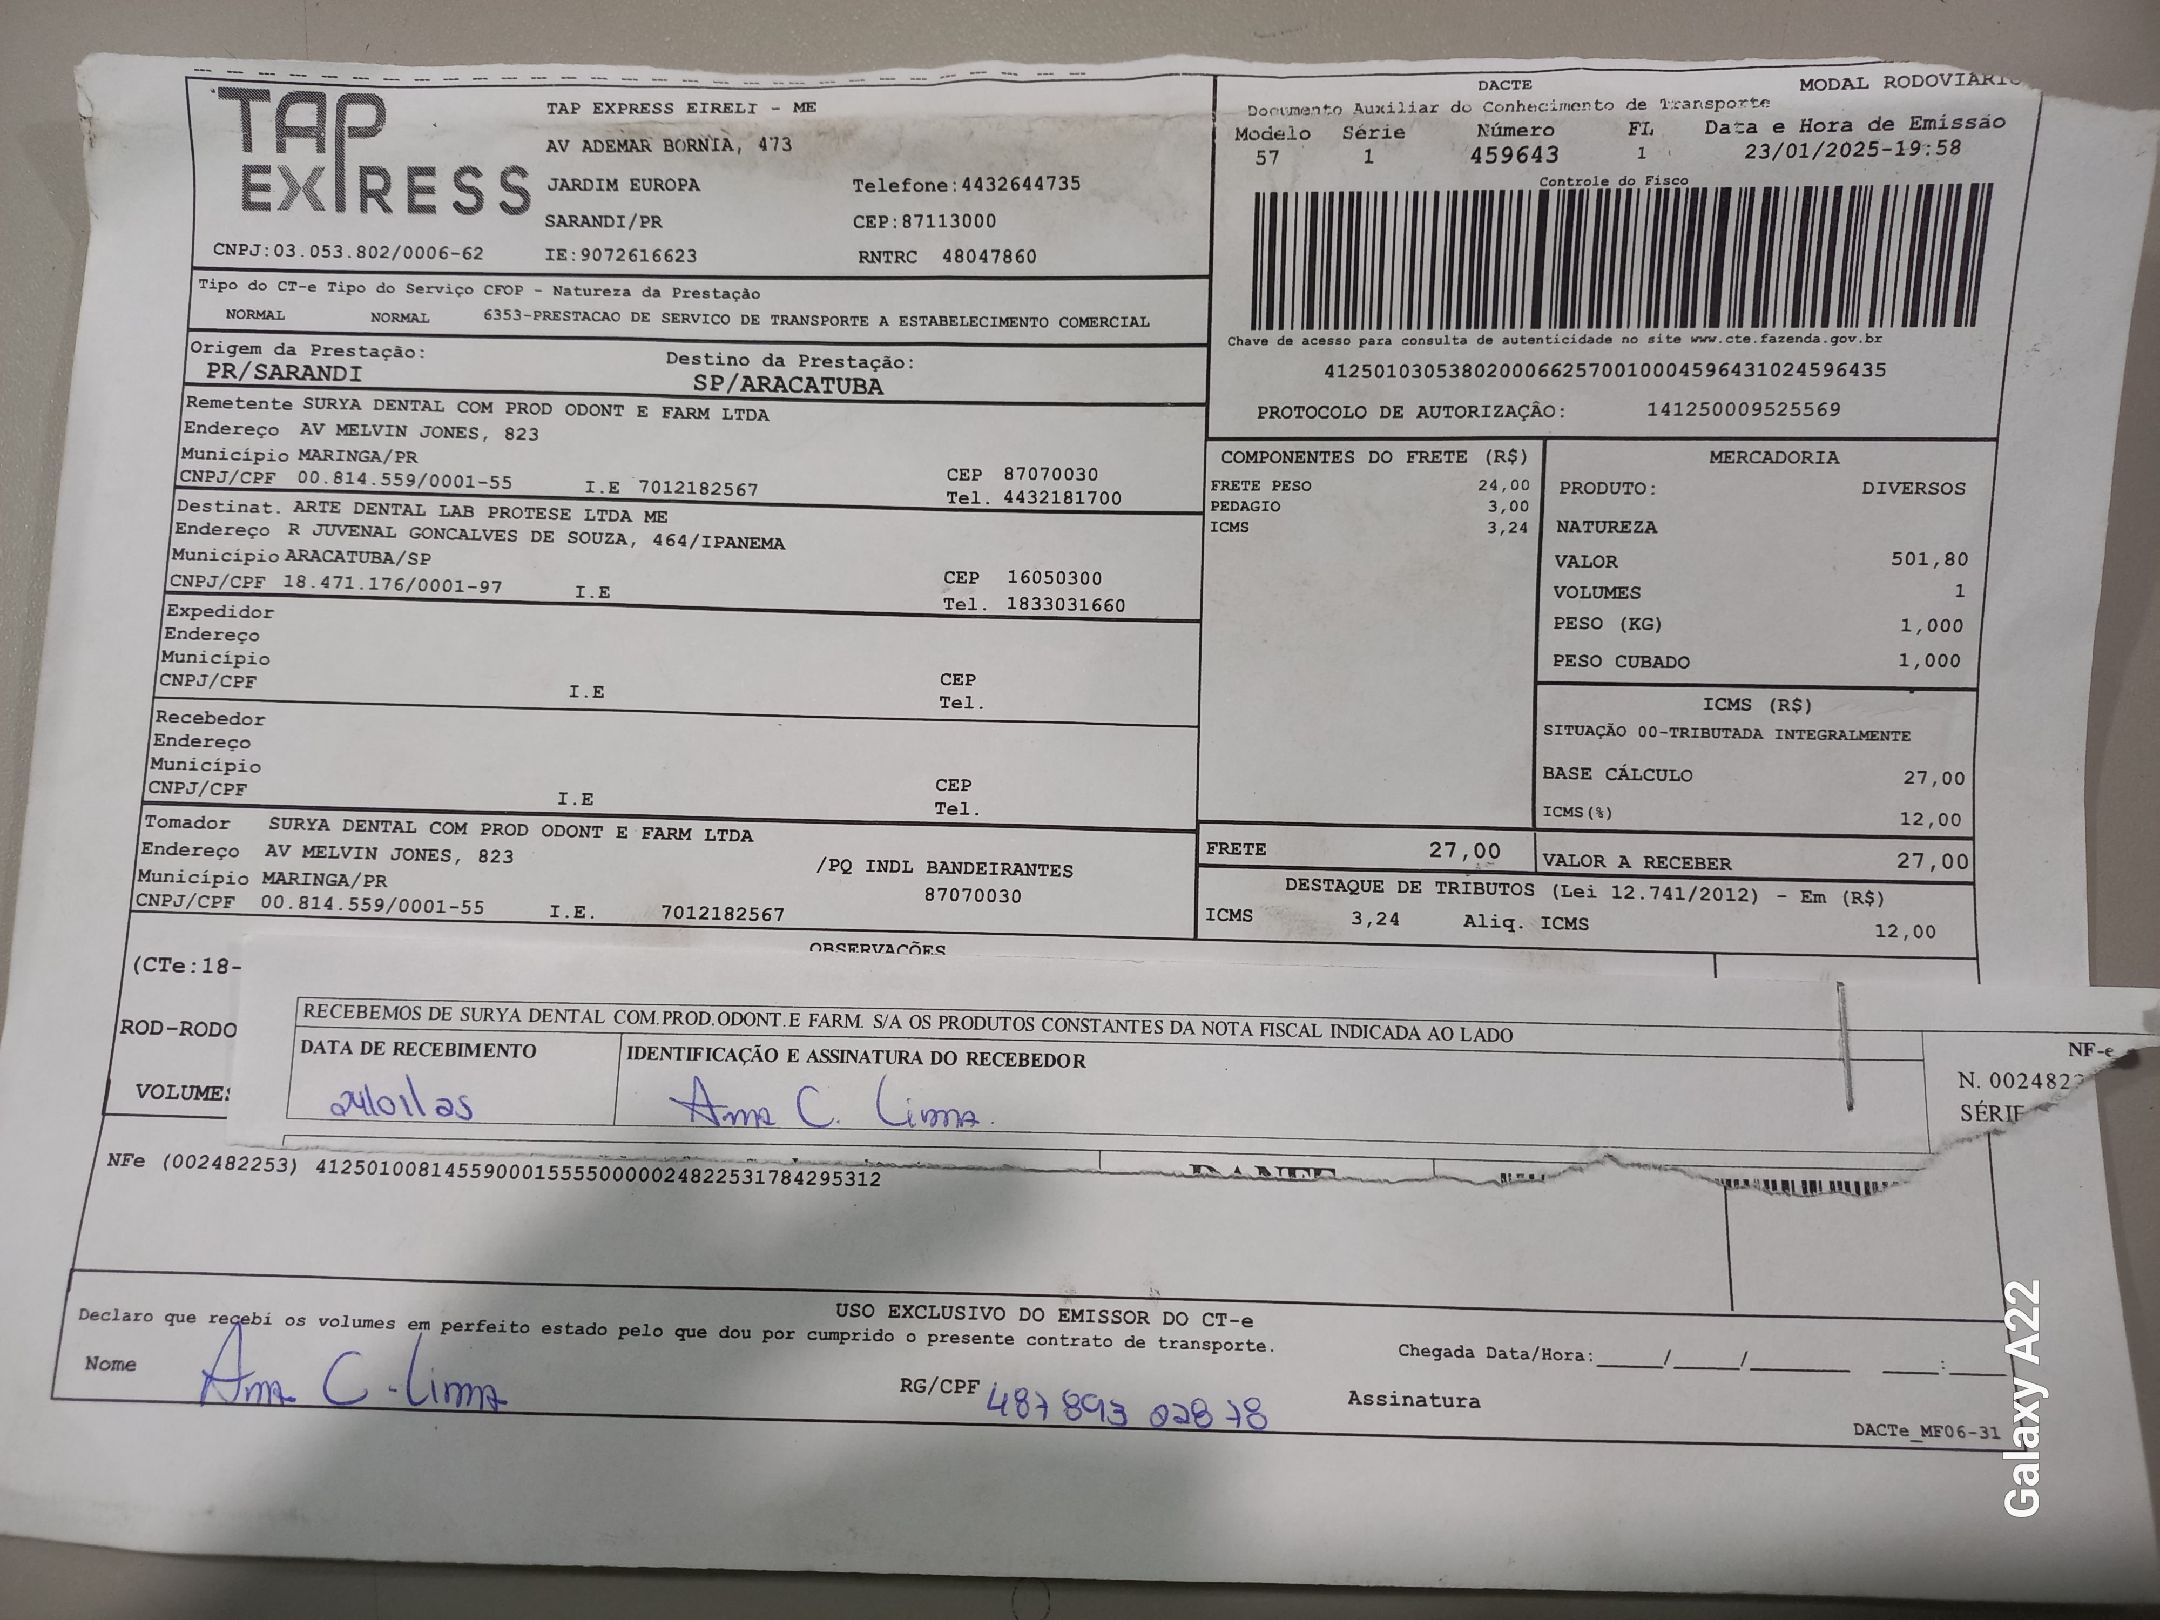 TAP EXPRESS
TAP EXPRESS EIRELI - ME
AV ADEMAR BORNIA, 473
JARDIM EUROPA Telefone:4432644735
SARANDI/PR CEP:87113000
CNPJ:03.053.802/0006-62 IE:9072616623 RNTRC 48047860
DACTE MODAL RODOVIÁRIO
Documento Auxiliar do Conhecimento de Transporte
Modelo Série Número FL Data e Hora de Emissão
57 1 459643 1 23/01/2025-19:58
Controle do Fisco
Chave de acesso para consulta de autenticidade no site www.cte.fazenda.gov.br
41250103053802000662570010004596431024596435
PROTOCOLO DE AUTORIZAÇÃO: 141250009525569
Tipo do CT-e Tipo do Serviço CFOP - Natureza da Prestação
NORMAL NORMAL 6353-PRESTACAO DE SERVICO DE TRANSPORTE A ESTABELECIMENTO COMERCIAL
Origem da Prestação: Destino da Prestação:
PR/SARANDI SP/ARACATUBA
Remetente SURYA DENTAL COM PROD ODONT E FARM LTDA
Endereço AV MELVIN JONES, 823
Município MARINGA/PR CEP 87070030
CNPJ/CPF 00.814.559/0001-55 I.E 7012182567 Tel. 4432181700
Destinat. ARTE DENTAL LAB PROTESE LTDA ME
Endereço R JUVENAL GONCALVES DE SOUZA, 464/IPANEMA
Município ARACATUBA/SP CEP 16050300
CNPJ/CPF 18.471.176/0001-97 I.E Tel. 1833031660
Expedidor
Endereço
Município CEP
CNPJ/CPF I.E Tel.
Recebedor
Endereço
Município CEP
CNPJ/CPF I.E Tel.
Tomador SURYA DENTAL COM PROD ODONT E FARM LTDA
Endereço AV MELVIN JONES, 823 /PQ INDL BANDEIRANTES
Município MARINGA/PR 87070030
CNPJ/CPF 00.814.559/0001-55 I.E. 7012182567
COMPONENTES DO FRETE (R$)
FRETE PESO 24,00
PEDAGIO 3,00
ICMS 3,24
MERCADORIA
PRODUTO: DIVERSOS
NATUREZA
VALOR 501,80
VOLUMES 1
PESO (KG) 1,000
PESO CUBADO 1,000
ICMS (R$)
SITUAÇÃO 00-TRIBUTADA INTEGRALMENTE
BASE CÁLCULO 27,00
ICMS(%) 12,00
FRETE 27,00 VALOR A RECEBER 27,00
DESTAQUE DE TRIBUTOS (Lei 12.741/2012) - Em (R$)
ICMS 3,24 Aliq. ICMS 12,00
OBSERVAÇÕES
(CTe:18-
ROD-RODO
VOLUMES
RECEBEMOS DE SURYA DENTAL COM.PROD.ODONT.E FARM. S/A OS PRODUTOS CONSTANTES DA NOTA FISCAL INDICADA AO LADO
DATA DE RECEBIMENTO IDENTIFICAÇÃO E ASSINATURA DO RECEBEDOR
24/01/25 Ana C. Lima.
NF-e
N. 002482
SÉRIE
DANFE
NFe (002482253) 41250100814559000155550000024822531784295312
USO EXCLUSIVO DO EMISSOR DO CT-e
Declaro que recebi os volumes em perfeito estado pelo que dou por cumprido o presente contrato de transporte.
Chegada Data/Hora:_____/_____/_______ ____:____
Nome Ana C. Lima RG/CPF 487 893 028 78 Assinatura
DACTe_MF06-31
Galaxy A22